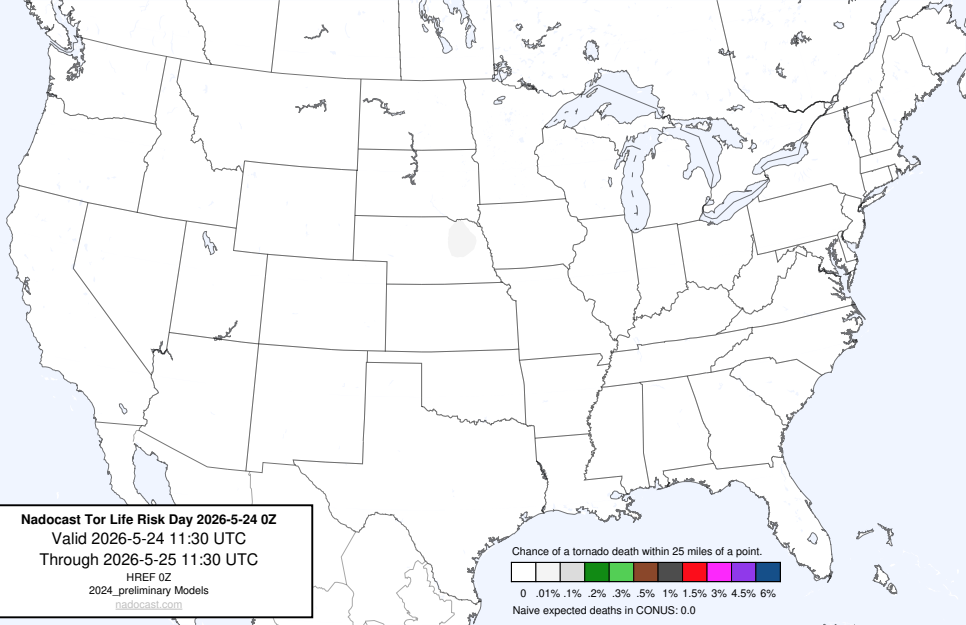 Nadocast Tor Life Risk Day 2026-5-24 0Z
Valid 2026-5-24 11:30 UTC
Through 2026-5-25 11:30 UTC
HREF 0Z
2024_preliminary Models
nadocast.com
Chance of a tornado death within 25 miles of a point.
0 .01% .1% .2% .3% .5% 1% 1.5% 3% 4.5% 6%
Naive expected deaths in CONUS: 0.0